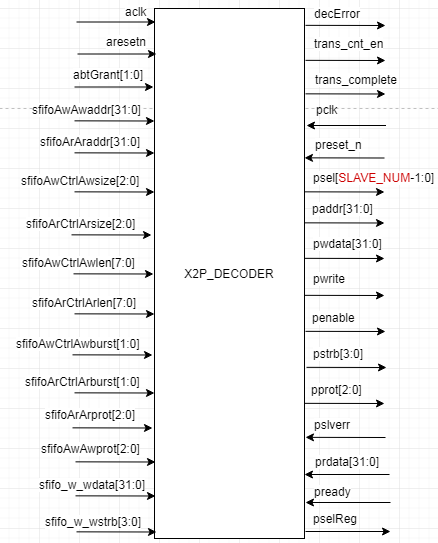 aclk
aresetn
abtGrant[1:0]
sfifoAwAwaddr[31:0]
sfifoArAraddr[31:0]
sfifoAwCtrlAwsize[2:0]
sfifoArCtrlArsize[2:0]
sfifoAwCtrlAwlen[7:0]
sfifoArCtrlArlen[7:0]
sfifoAwCtrlAwburst[1:0]
sfifoArCtrlArburst[1:0]
sfifoArArprot[2:0]
sfifoAwAwprot[2:0]
sfifo_w_wdata[31:0]
sfifo_w_wstrb[3:0]
X2P_DECODER
decError
trans_cnt_en
trans_complete
pclk
preset_n
psel[SLAVE_NUM-1:0]
paddr[31:0]
pwdata[31:0]
pwrite
penable
pstrb[3:0]
pprot[2:0]
pslverr
prdata[31:0]
pready
pselReg